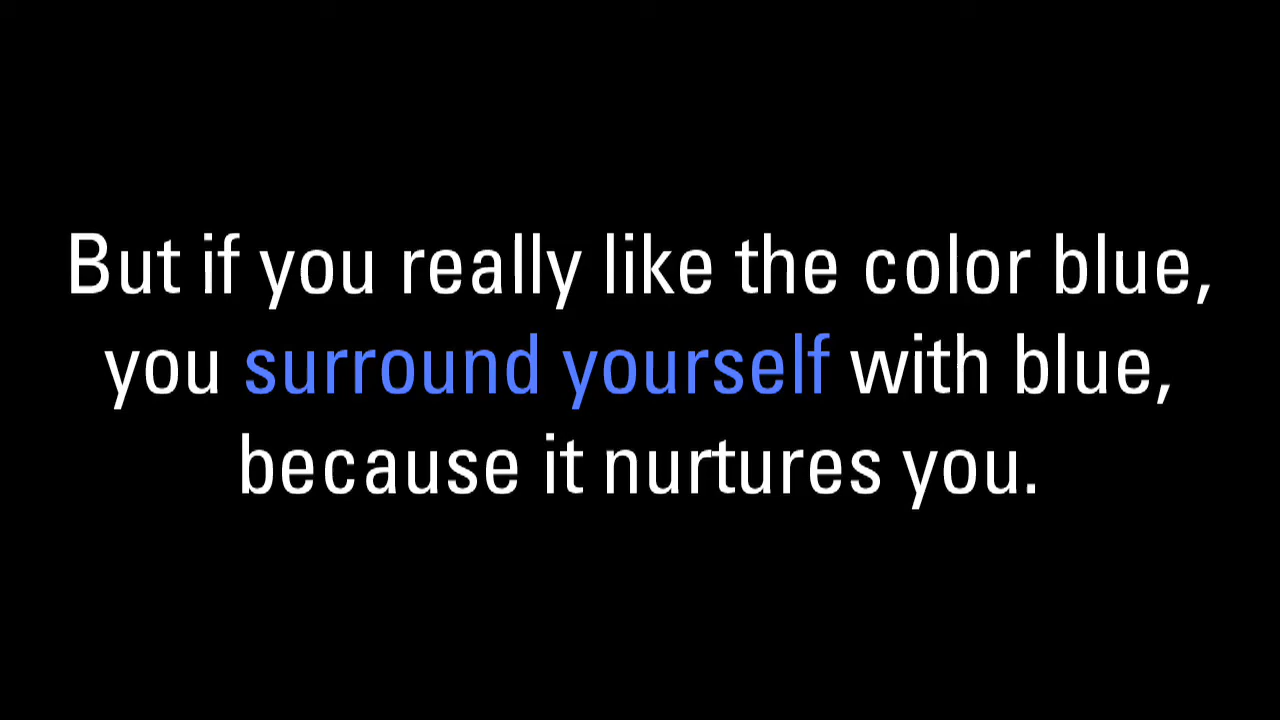 But if you really like the color blue,
you surround yourself with blue,
because it nurtures you.